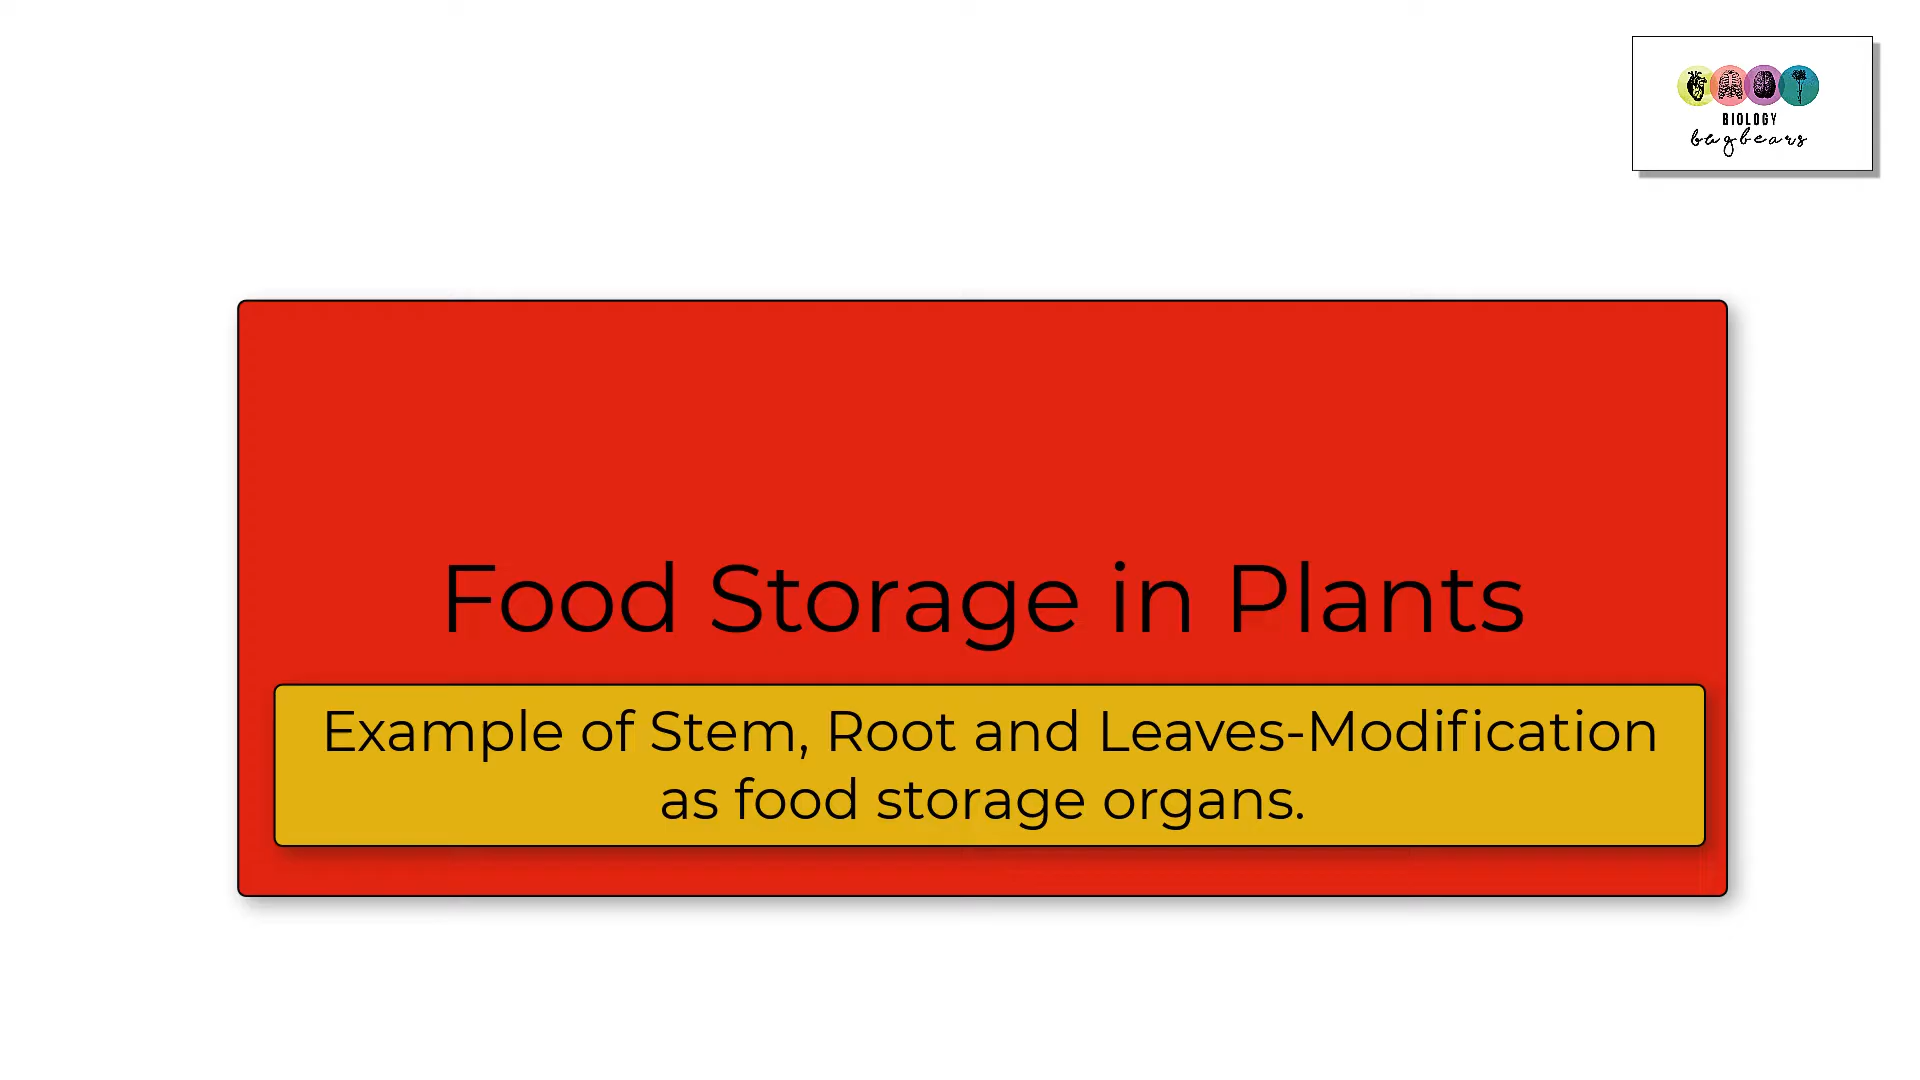 BIOLOGY
bugbears
Food Storage in Plants
Example of Stem, Root and Leaves-Modification
as food storage organs.